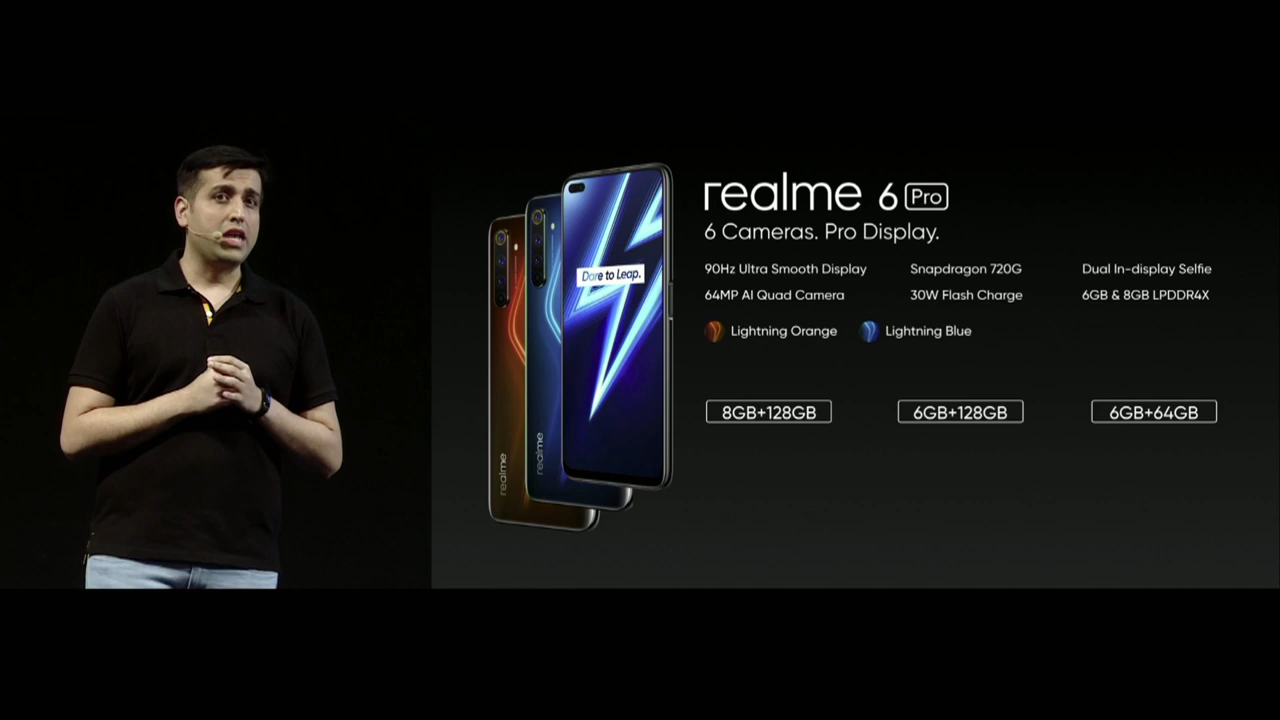 realme 6 Pro
6 Cameras. Pro Display.
90Hz Ultra Smooth Display
Snapdragon 720G
Dual In-display Selfie
64MP AI Quad Camera
30W Flash Charge
6GB & 8GB LPDDR4X
Lightning Orange
Lightning Blue
8GB+128GB
6GB+128GB
6GB+64GB
Dare to Leap.
realme
realme